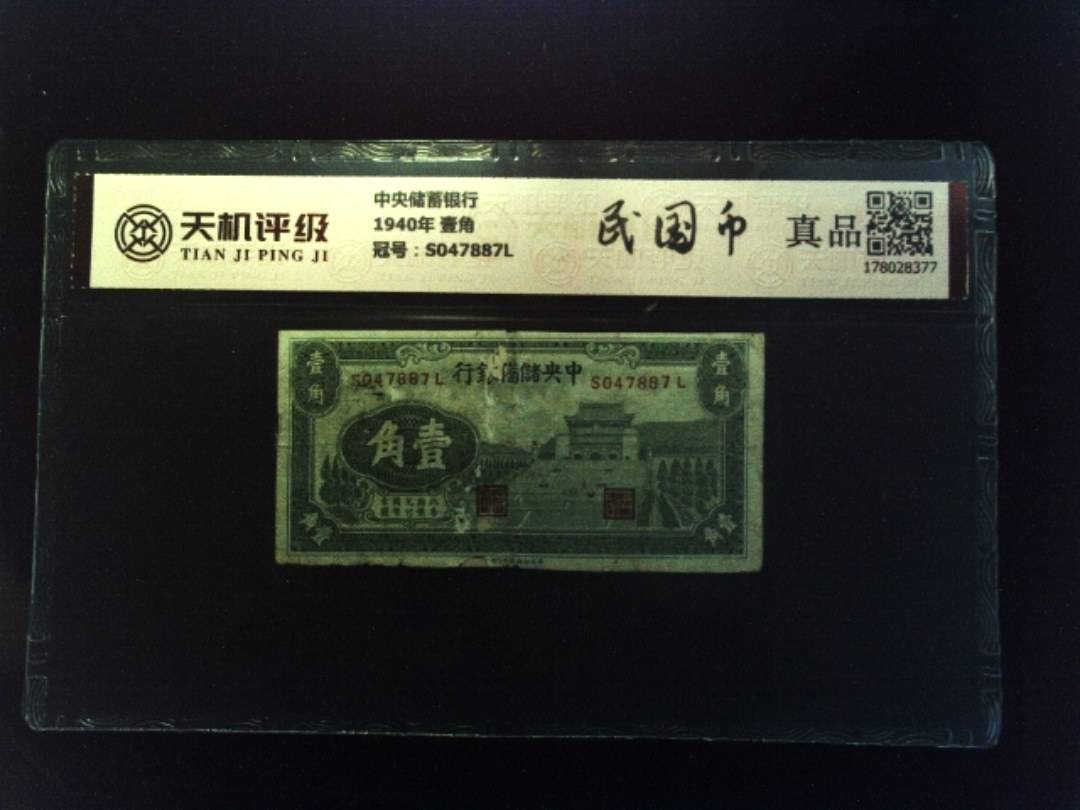 天机评级
TIAN JI PING JI
中央储蓄银行
1940年 壹角
冠号：S047887L
民国币
真品
178028377
壹角
壹角
S047887L
行銀備儲央中
S047887L
角壹